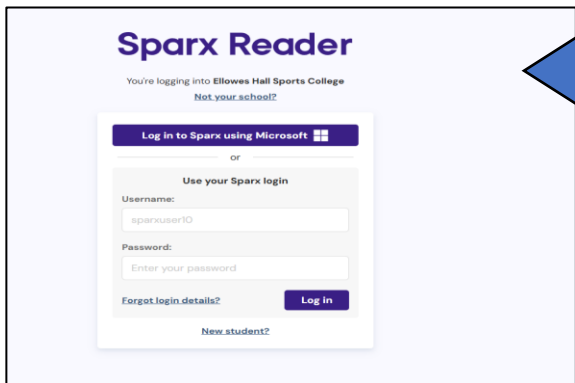 Sparx Reader
You're logging into Ellowes Hall Sports College
Not your school?
Log in to Sparx using Microsoft
or
Use your Sparx login
Username:
sparxuser10
Password:
Enter your password
Forgot login details?
Log in
New student?